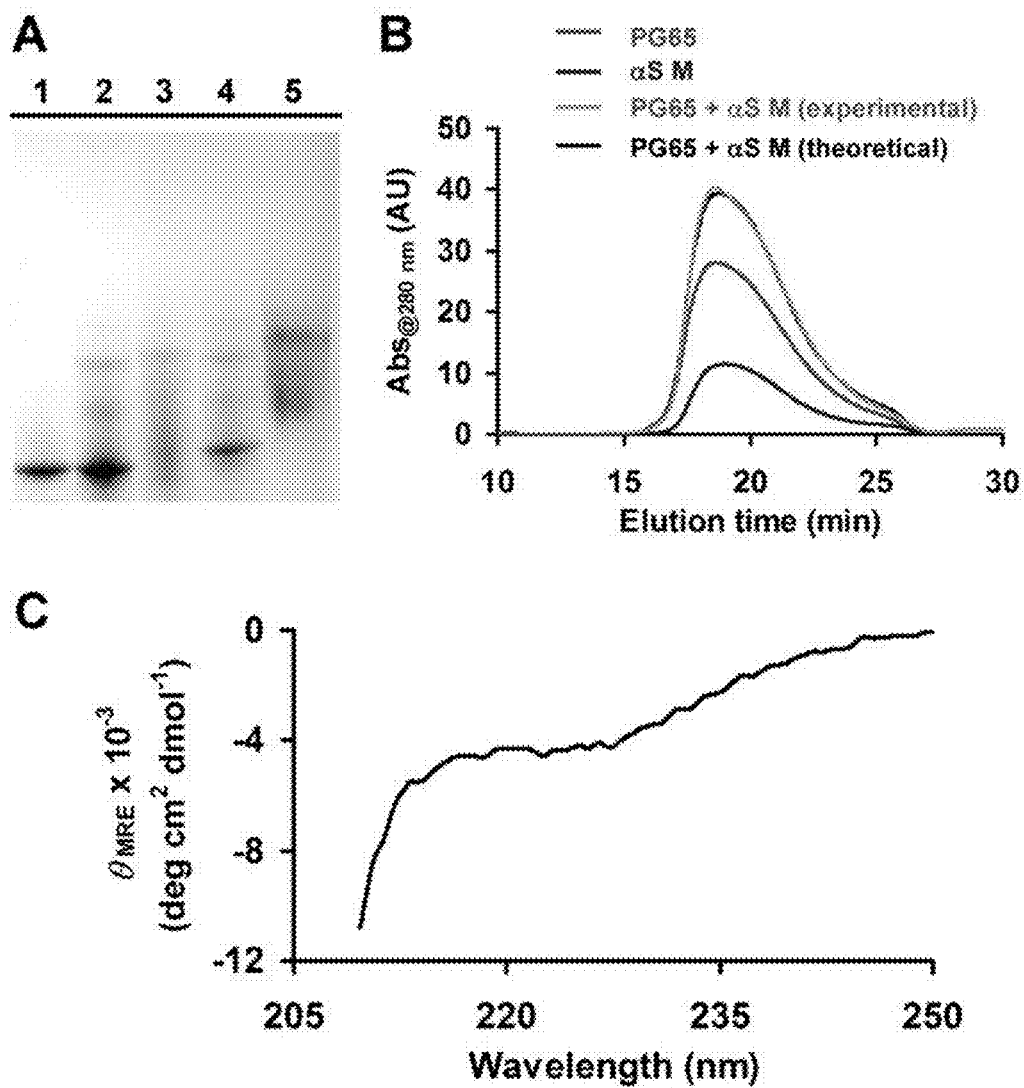 A
1 2 3 4 5
B
PG65
αS M
PG65 + αS M (experimental)
PG65 + αS M (theoretical)
50
40
30
20
10
0
Abs@280 nm (AU)
10 15 20 25 30
Elution time (min)
C
0
-4
-8
-12
θMRE x 10-3
(deg cm2 dmol-1)
205 220 235 250
Wavelength (nm)